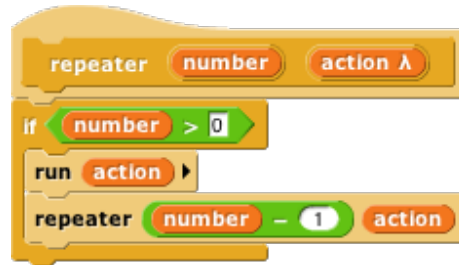 repeater number action λ
if number > 0
run action
repeater number - 1 action